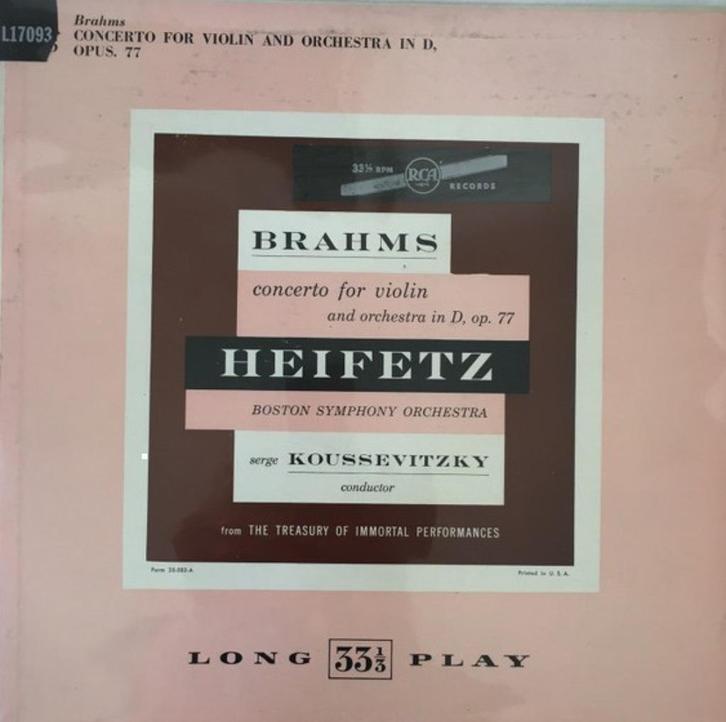 Brahms
L17093 CONCERTO FOR VIOLIN AND ORCHESTRA IN D,
OPUS. 77
33⅓ RPM RCA RECORDS
BRAHMS
concerto for violin
and orchestra in D, op. 77
HEIFETZ
BOSTON SYMPHONY ORCHESTRA
serge KOUSSEVITZKY
conductor
from THE TREASURY OF IMMORTAL PERFORMANCES
Printed in U. S. A.
LONG 33⅓ PLAY